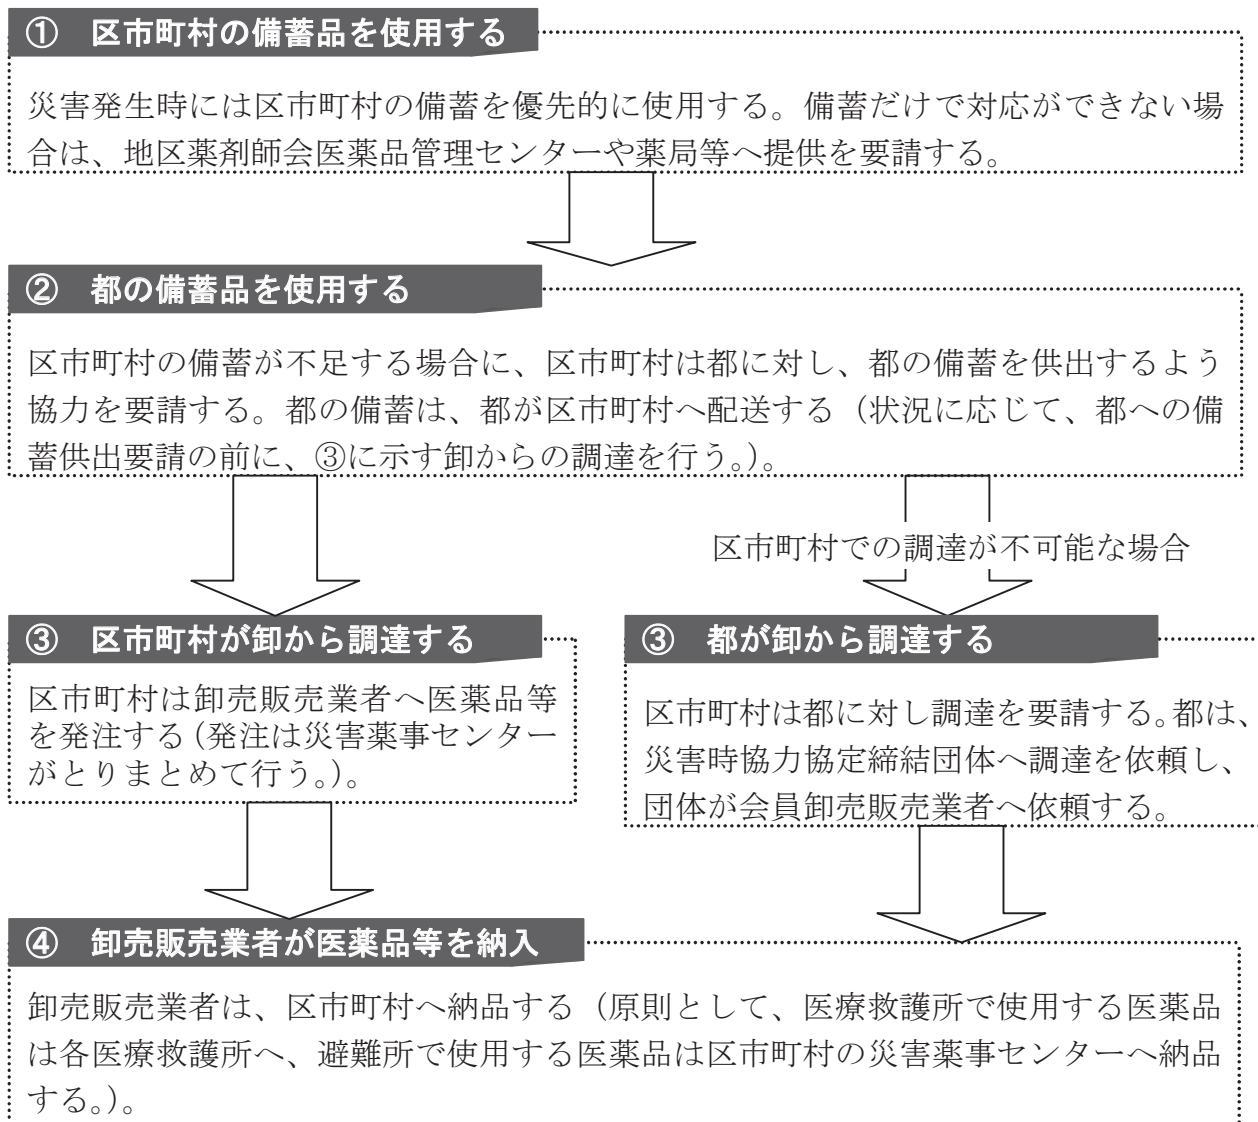 ① 区市町村の備蓄品を使用する
災害発生時には区市町村の備蓄を優先的に使用する。備蓄だけで対応ができない場
合は、地区薬剤師会医薬品管理センターや薬局等へ提供を要請する。
② 都の備蓄品を使用する
区市町村の備蓄が不足する場合に、区市町村は都に対し、都の備蓄を供出するよう
協力を要請する。都の備蓄は、都が区市町村へ配送する（状況に応じて、都への備
蓄供出要請の前に、③に示す卸からの調達を行う。）。
区市町村での調達が不可能な場合
③ 区市町村が卸から調達する
区市町村は卸売販売業者へ医薬品等
を発注する（発注は災害薬事センター
がとりまとめて行う。）。
③ 都が卸から調達する
区市町村は都に対し調達を要請する。都は、
災害時協力協定締結団体へ調達を依頼し、
団体が会員卸売販売業者へ依頼する。
④ 卸売販売業者が医薬品等を納入
卸売販売業者は、区市町村へ納品する（原則として、医療救護所で使用する医薬品
は各医療救護所へ、避難所で使用する医薬品は区市町村の災害薬事センターへ納品
する。）。